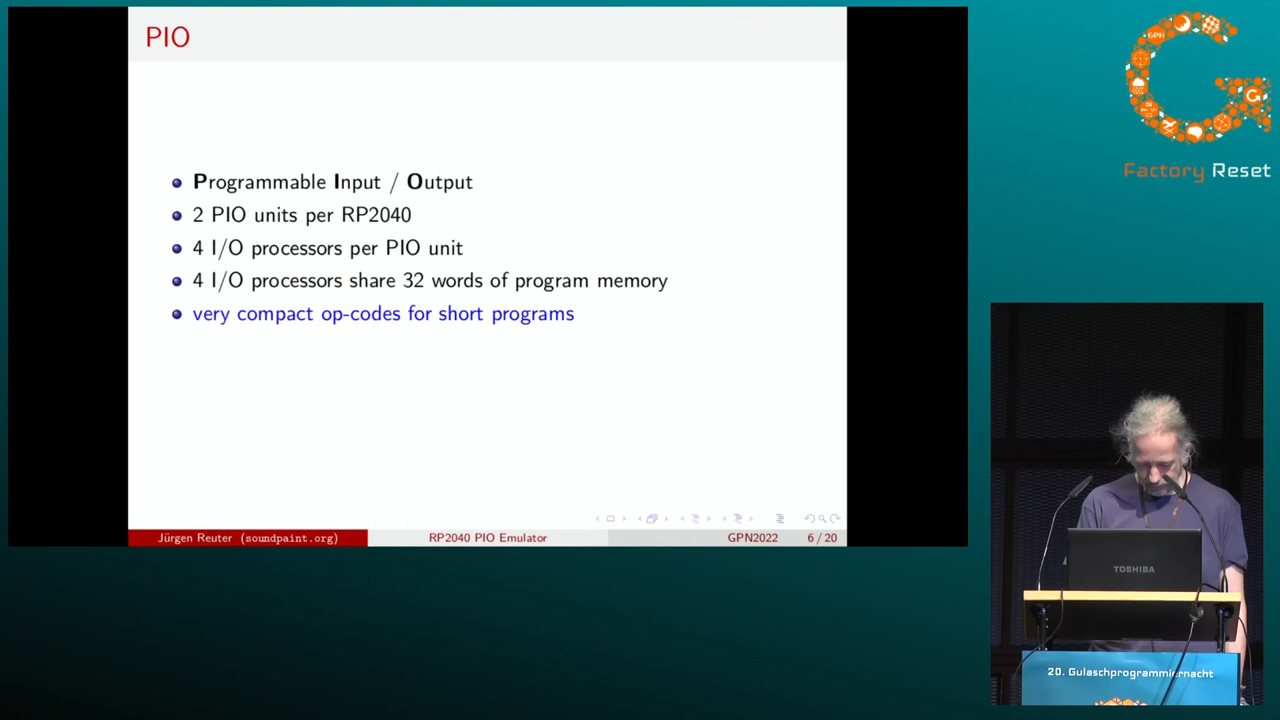 PIO
Programmable Input / Output
2 PIO units per RP2040
4 I/O processors per PIO unit
4 I/O processors share 32 words of program memory
very compact op-codes for short programs
Jürgen Reuter (soundpaint.org)
RP2040 PIO Emulator
GPN2022
6 / 20
GPN
Factory Reset
TOSHIBA
20. Gulaschprogrammiernacht